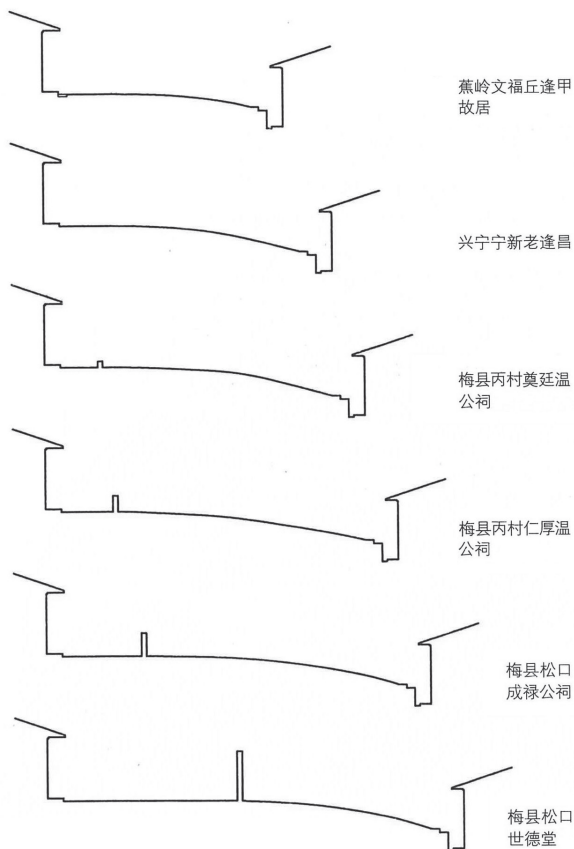 蕉岭文福丘逢甲
故居
兴宁宁新老逢昌
梅县丙村奠廷温
公祠
梅县丙村仁厚温
公祠
梅县松口
成禄公祠
梅县松口
世德堂